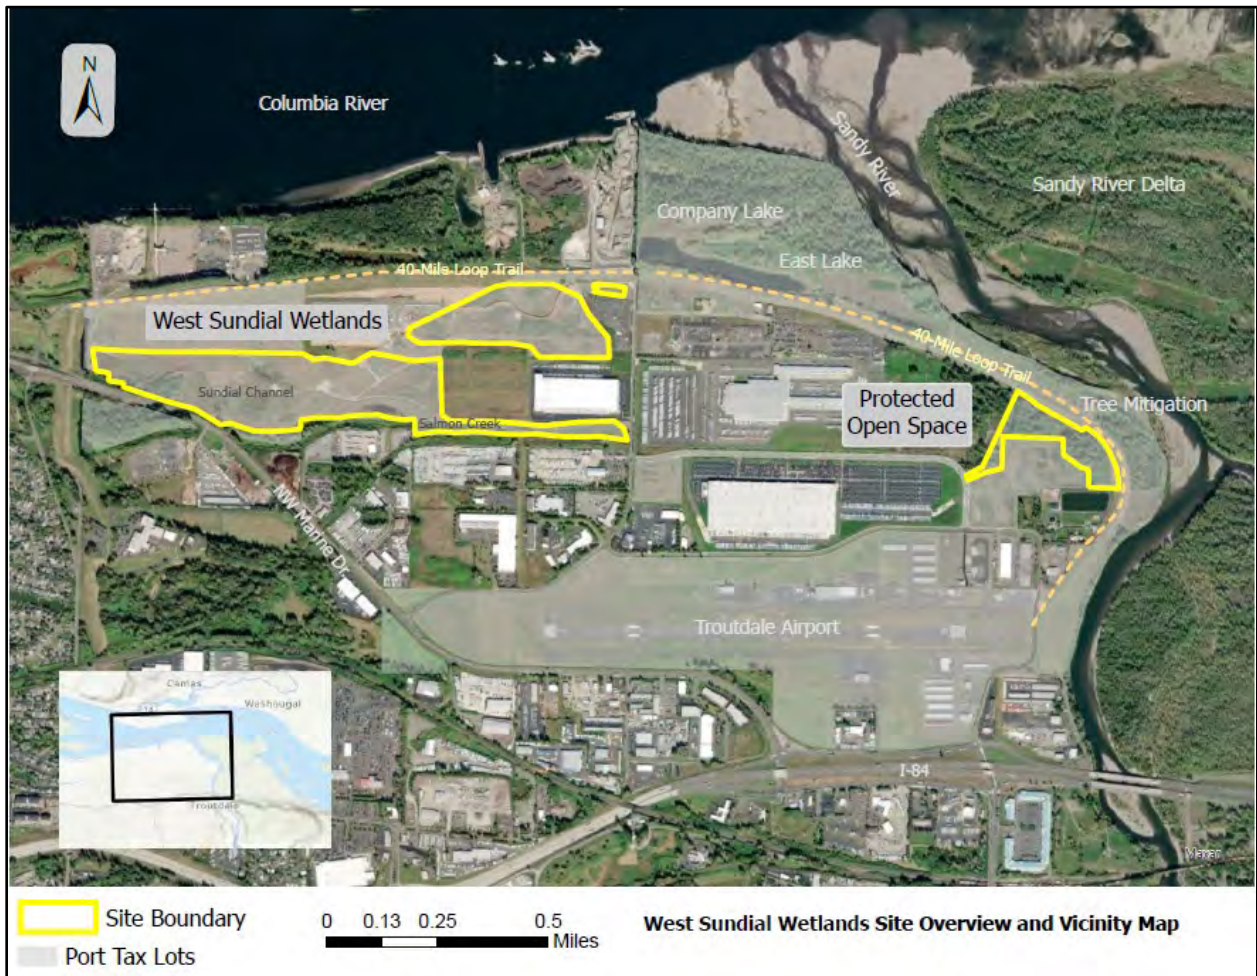 N
Columbia River
Sandy River
Sandy River Delta
Company Lake
East Lake
40-Mile Loop Trail
West Sundial Wetlands
40-Mile Loop Trail
Sundial Channel
Protected
Open Space
Tree Mitigation
Salmon Creek
NW Marine Dr.
Troutdale Airport
Camas
Washougal
Troutdale
I-84
Maxar
Site Boundary
Port Tax Lots
0 0.13 0.25 0.5
Miles
West Sundial Wetlands Site Overview and Vicinity Map